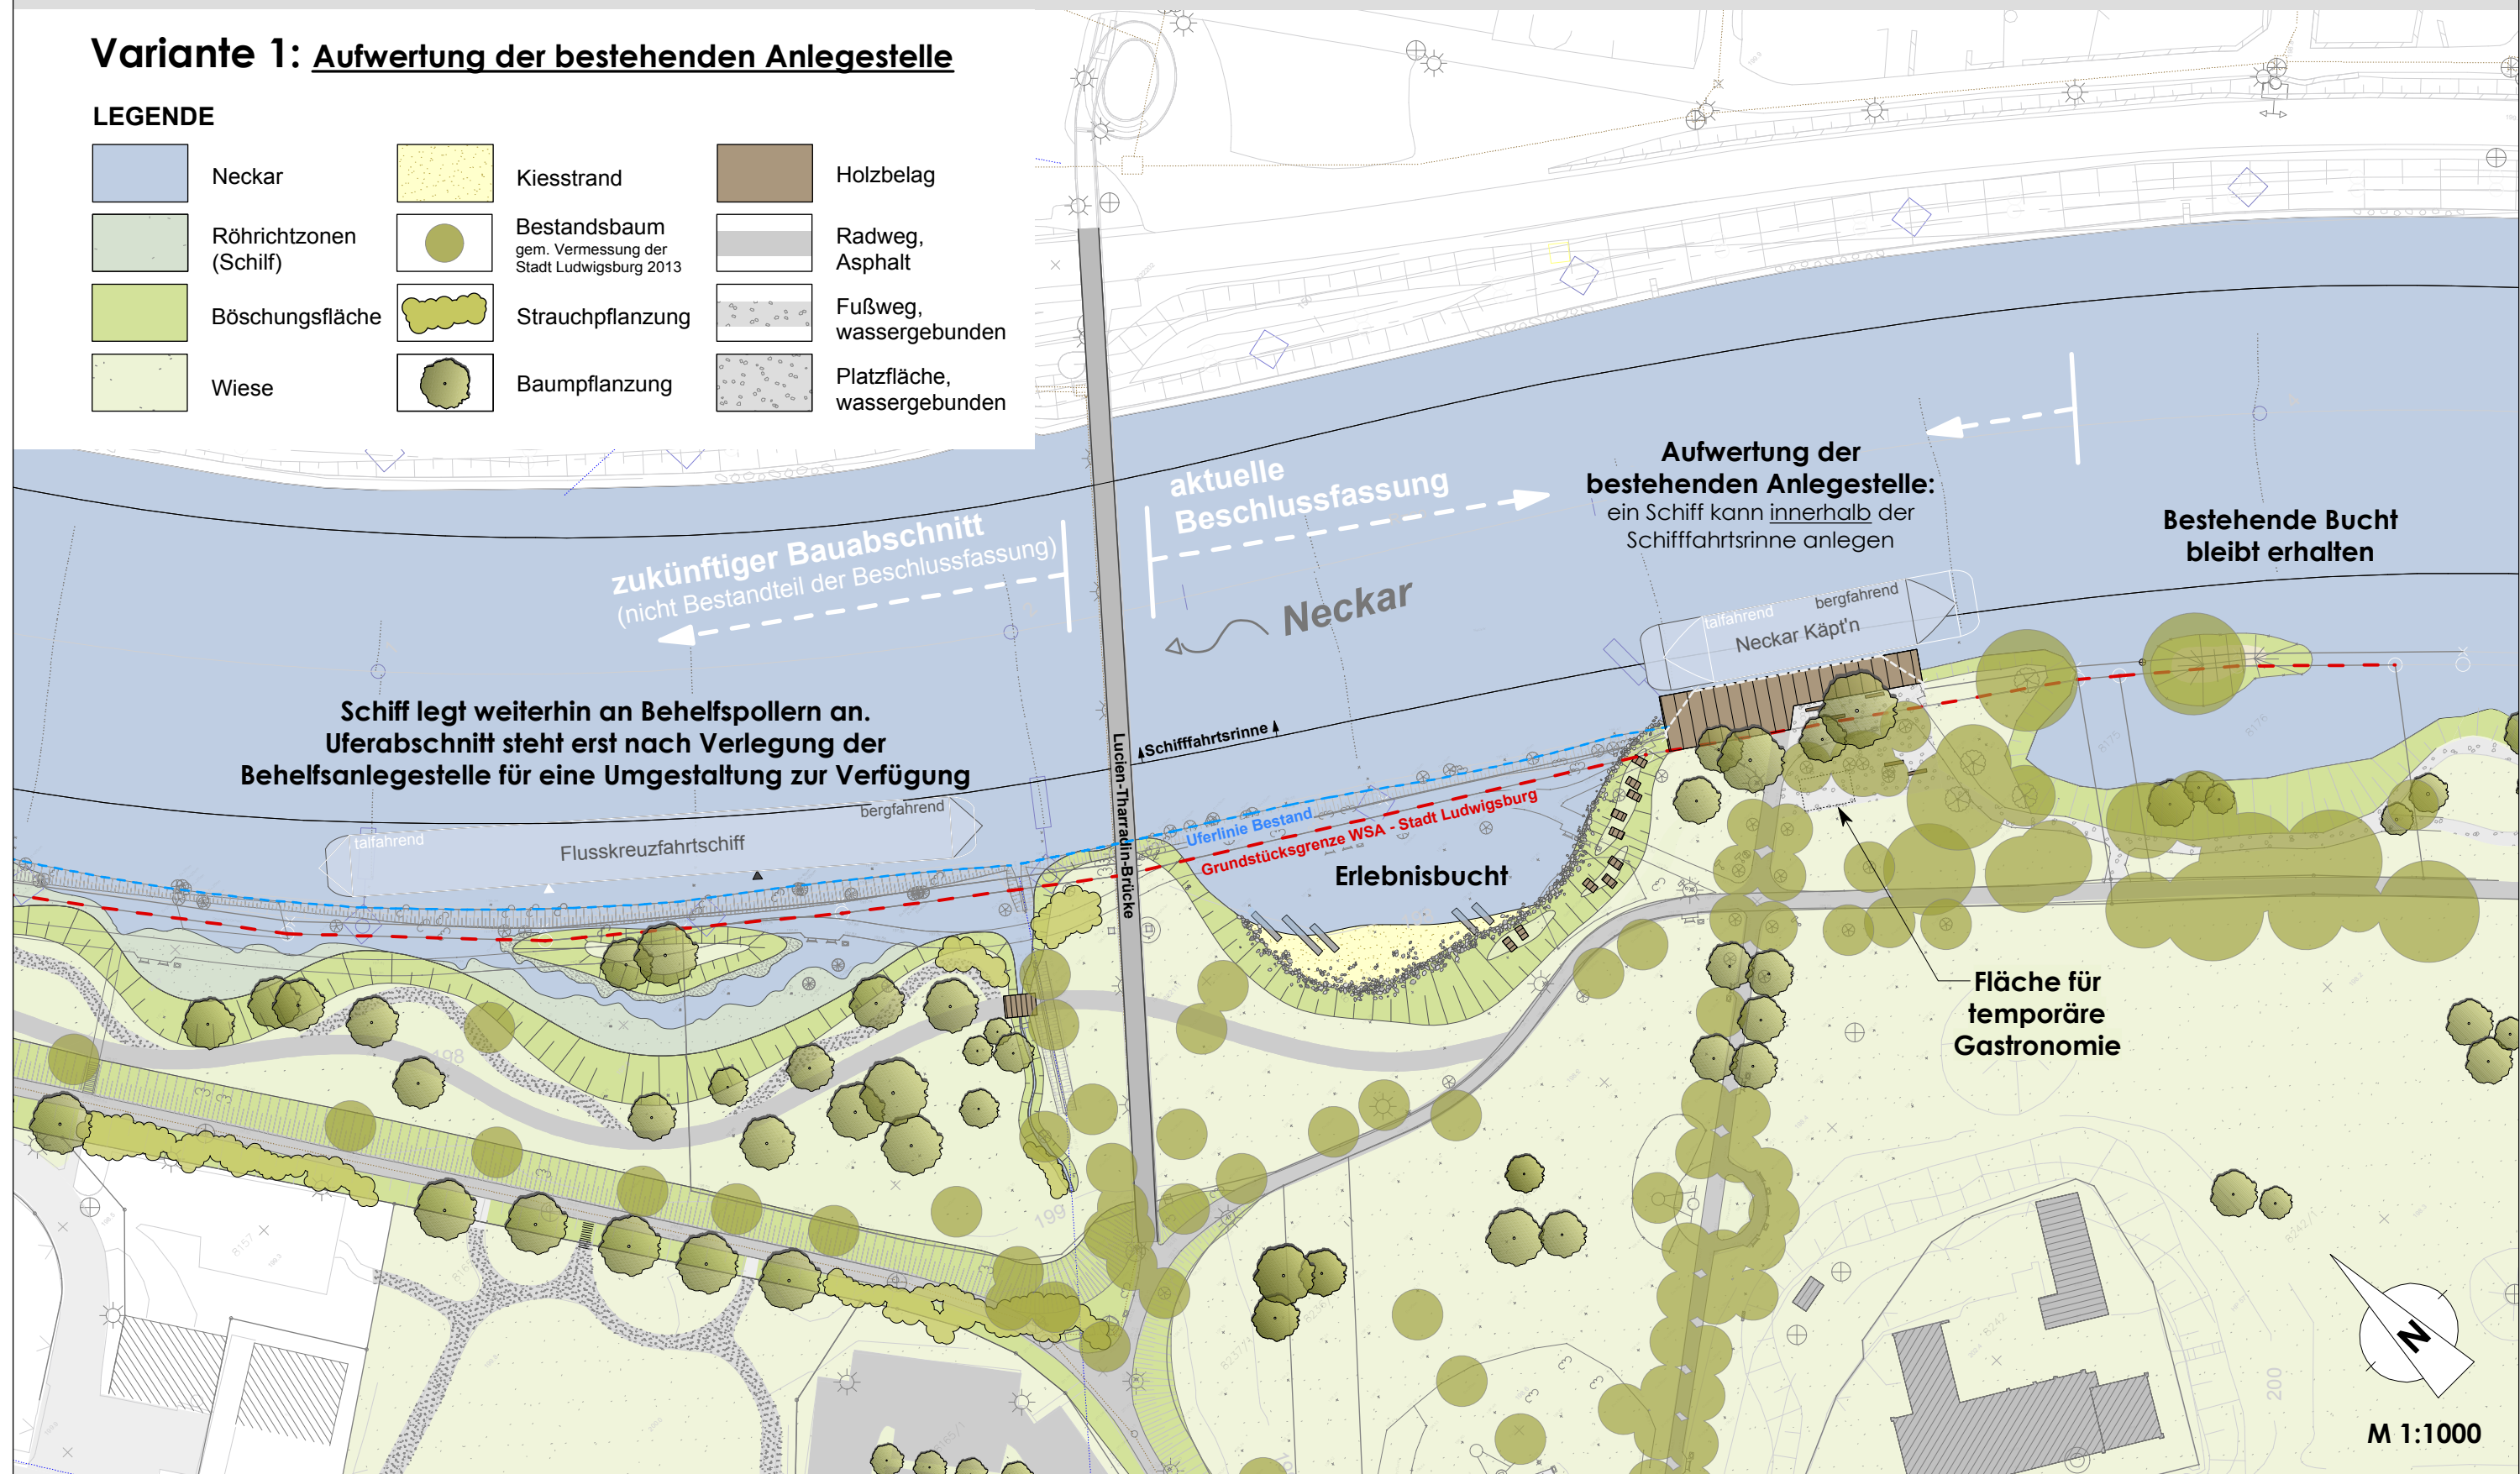 Variante 1: Aufwertung der bestehenden Anlegestelle
LEGENDE
Neckar
Röhrichtzonen
(Schilf)
Böschungsfläche
Wiese
Kiesstrand
Bestandsbaum
gem. Vermessung der
Stadt Ludwigsburg 2013
Strauchpflanzung
Baumpflanzung
Holzbelag
Radweg,
Asphalt
Fußweg,
wassergebunden
Platzfläche,
wassergebunden
zukünftiger Bauabschnitt
(nicht Bestandteil der Beschlussfassung)
aktuelle
Beschlussfassung
Neckar
Aufwertung der
bestehenden Anlegestelle:
ein Schiff kann innerhalb der
Schifffahrtsrinne anlegen
Bestehende Bucht
bleibt erhalten
talfahrend
bergfahrend
Neckar Käpt'n
Schiff legt weiterhin an Behelfspollern an.
Uferabschnitt steht erst nach Verlegung der
Behelfsanlegestelle für eine Umgestaltung zur Verfügung
Schifffahrtsrinne
Lucien-Tharradin-Brücke
talfahrend
bergfahrend
Flusskreuzfahrtschiff
Uferlinie Bestand
Grundstücksgrenze WSA - Stadt Ludwigsburg
Erlebnisbucht
Fläche für
temporäre
Gastronomie
198
199
200
N
M 1:1000